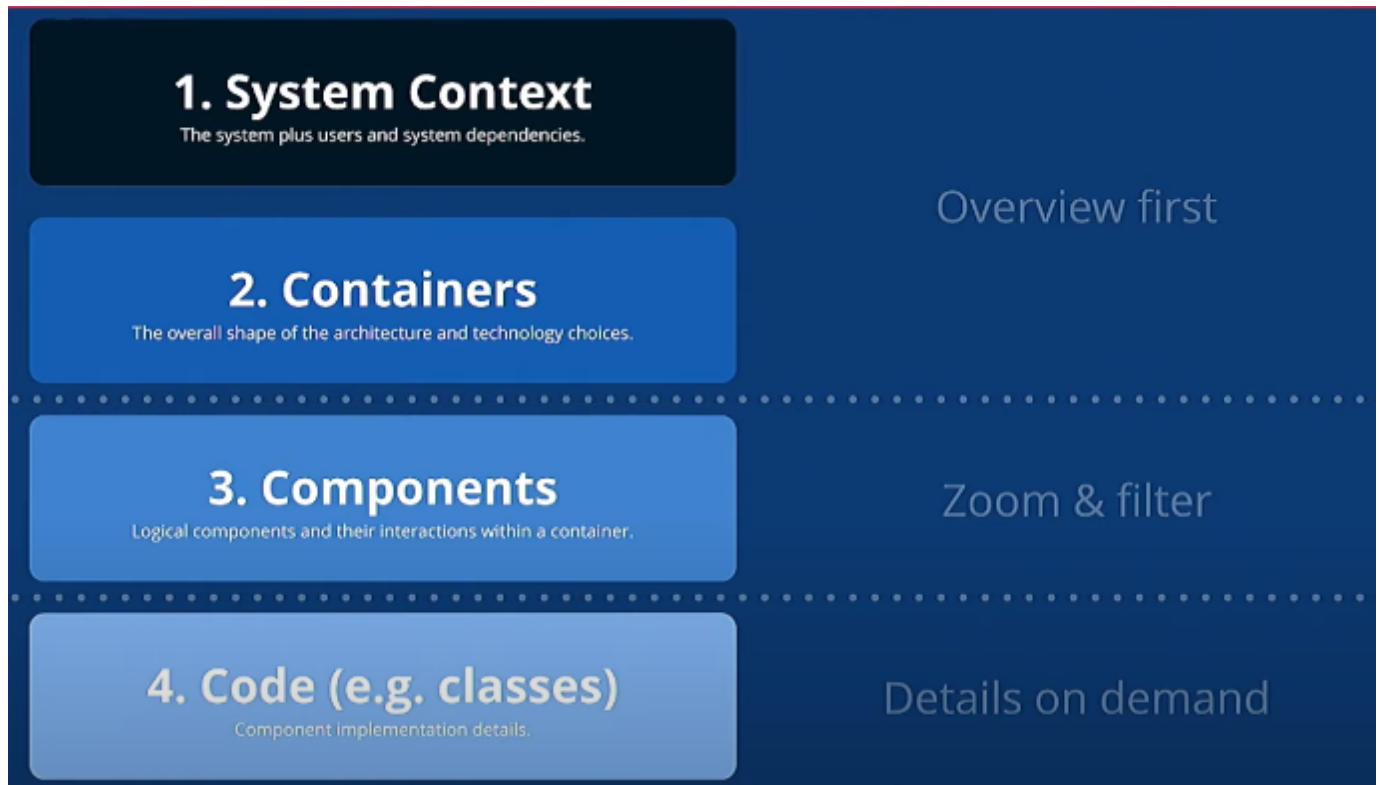 1. System Context
The system plus users and system dependencies.
Overview first
2. Containers
The overall shape of the architecture and technology choices.
3. Components
Logical components and their interactions within a container.
Zoom & filter
4. Code (e.g. classes)
Component implementation details.
Details on demand